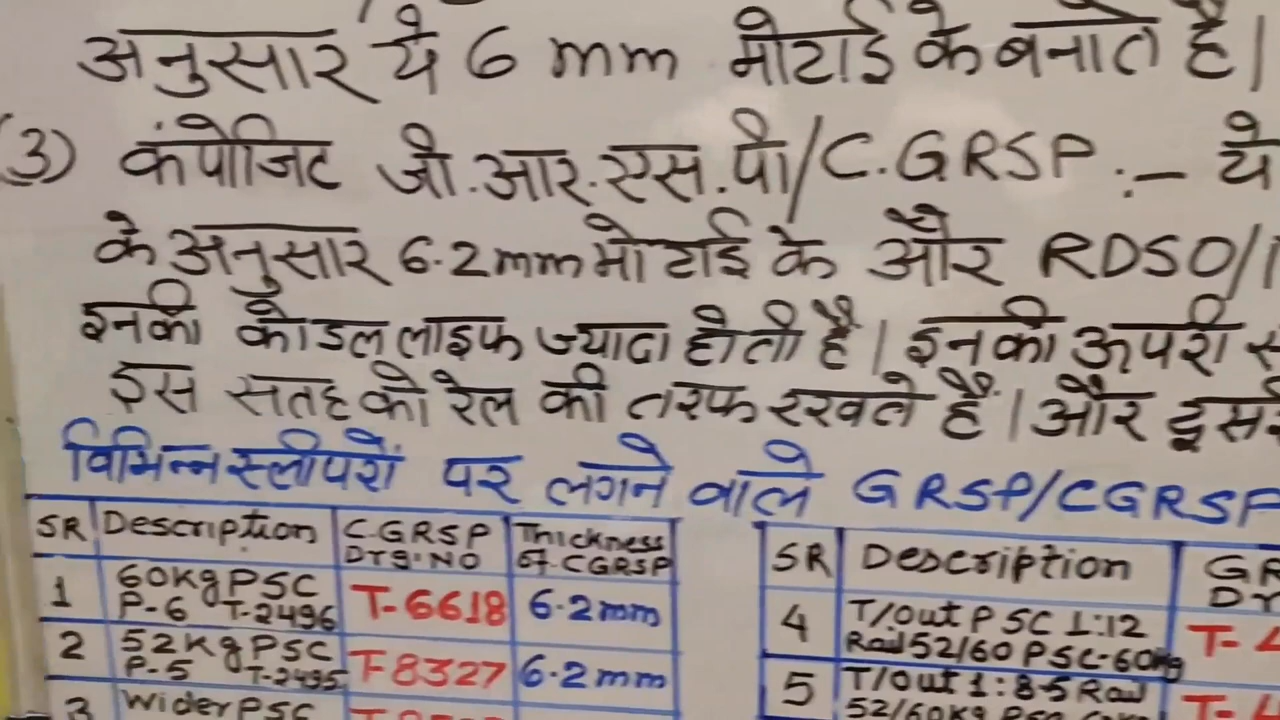 अनुसार ये 6 mm मोटाई के बनाते है।
(3) कंपोजिट जी.आर.एस.पी/C.GRSP :- ये
के अनुसार 6.2mm मोटाई के और RDSO/
इनकी कोडल लाइफ ज्यादा होती है। इनकी ऊपरी
इस सतह को रेल की तरफ रखते हैं। और
विभिन्न स्लीपरों पर लगने वाले GRSP/CGRSP
SR Description C.GRSP Drg.NO Thickness of CGRSP
1 60Kg PSC P-6 T-2496 T-6618 6.2mm
2 52Kg PSC P-5 T-2495 T-8327 6.2mm
3 Wider PSC
SR Description
4 T/out PSC 1:12 Rail 52/60 PSC-60Kg
5 T/out 1:8.5 Rail 52/60Kg